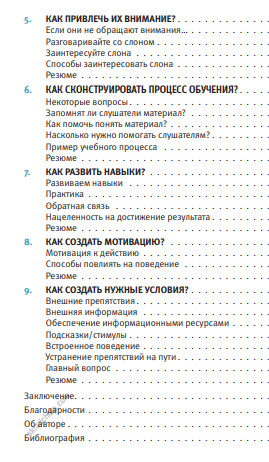 5. КАК ПРИВЛЕЧЬ ИХ ВНИМАНИЕ?
Если они не обращают внимания...
Разговаривайте со слоном
Заинтересуйте слона
Способы заинтересовать слона
Резюме
6. КАК СКОНСТРУИРОВАТЬ ПРОЦЕСС ОБУЧЕНИЯ?
Некоторые вопросы
Запомнят ли слушатели материал?
Как помочь понять материал?
Насколько нужно помогать слушателям?
Пример учебного процесса
Резюме
7. КАК РАЗВИТЬ НАВЫКИ?
Развиваем навыки
Практика
Обратная связь
Нацеленность на достижение результата
Резюме
8. КАК СОЗДАТЬ МОТИВАЦИЮ?
Мотивация к действию
Способы повлиять на поведение
Резюме
9. КАК СОЗДАТЬ НУЖНЫЕ УСЛОВИЯ?
Внешние препятствия
Внешняя информация
Обеспечение информационными ресурсами
Подсказки/стимулы
Встроенное поведение
Устранение препятствий на пути
Главный вопрос
Резюме
Заключение
Благодарности
Об авторе
Библиография